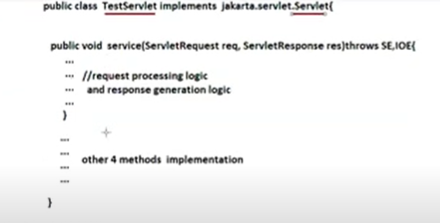 public class TestServlet implements jakarta.servlet.Servlet{
public void service(ServletRequest req, ServletResponse res)throws SE,IOE{
...
... //request processing logic
... and response generation logic
...
}
...
...
... other 4 methods implementation
...
}